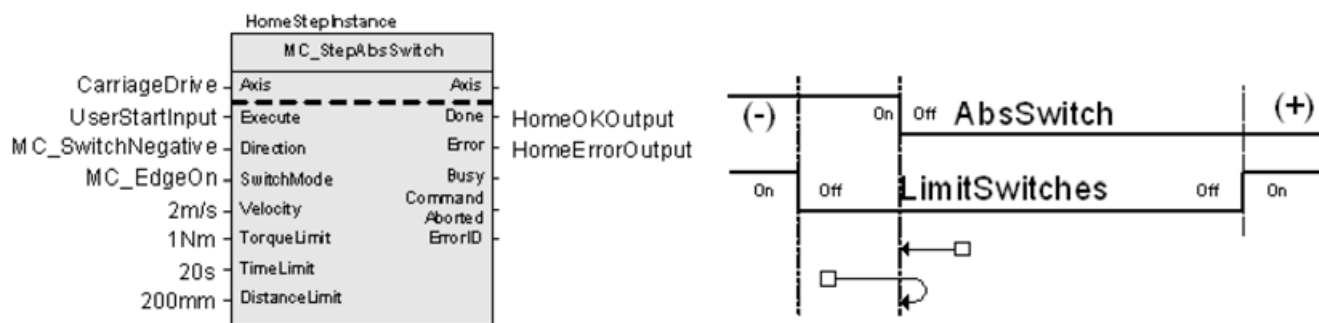 HomeStepInstance
MC_StepAbsSwitch
CarriageDrive Axis Axis
UserStartInput Execute Done HomeOKOutput
MC_SwitchNegative Direction Error HomeErrorOutput
MC_EdgeOn SwitchMode Busy
2m/s Velocity Command
Aborted
1Nm TorqueLimit ErrorID
20s TimeLimit
200mm DistanceLimit
(-) On Off AbsSwitch (+)
On Off LimitSwitches Off On